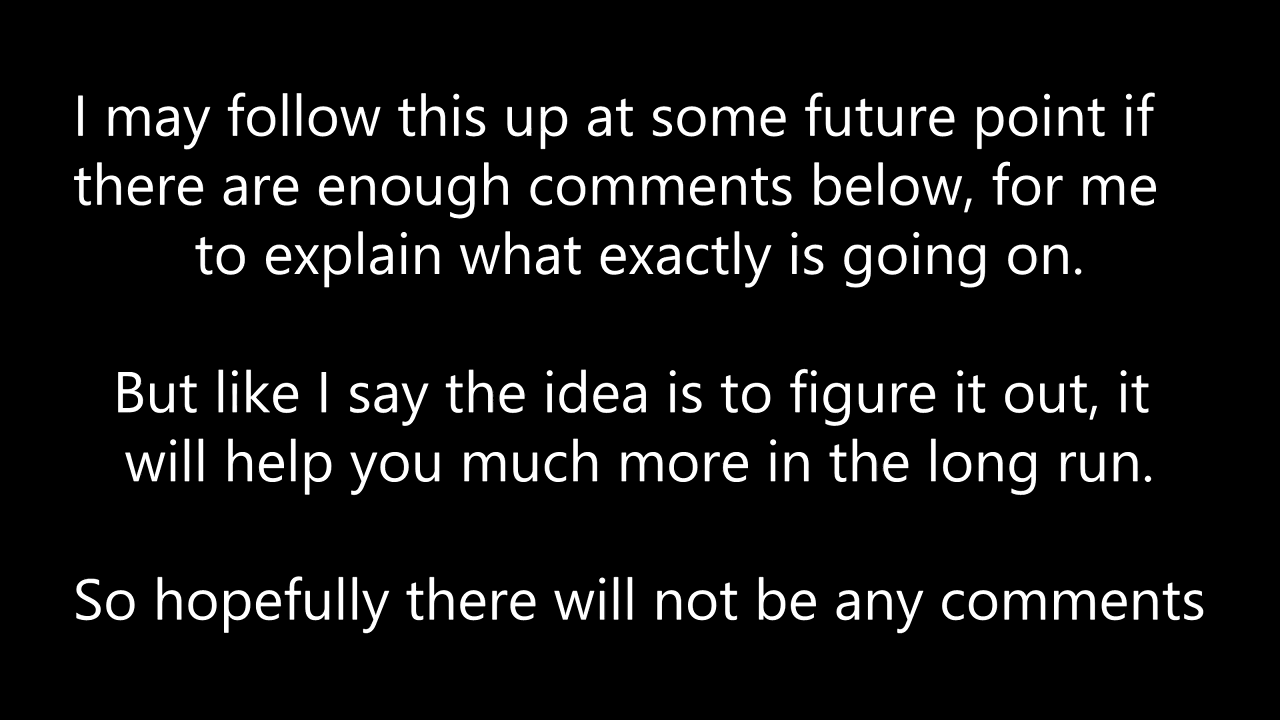 I may follow this up at some future point if
there are enough comments below, for me
to explain what exactly is going on.
But like I say the idea is to figure it out, it
will help you much more in the long run.
So hopefully there will not be any comments